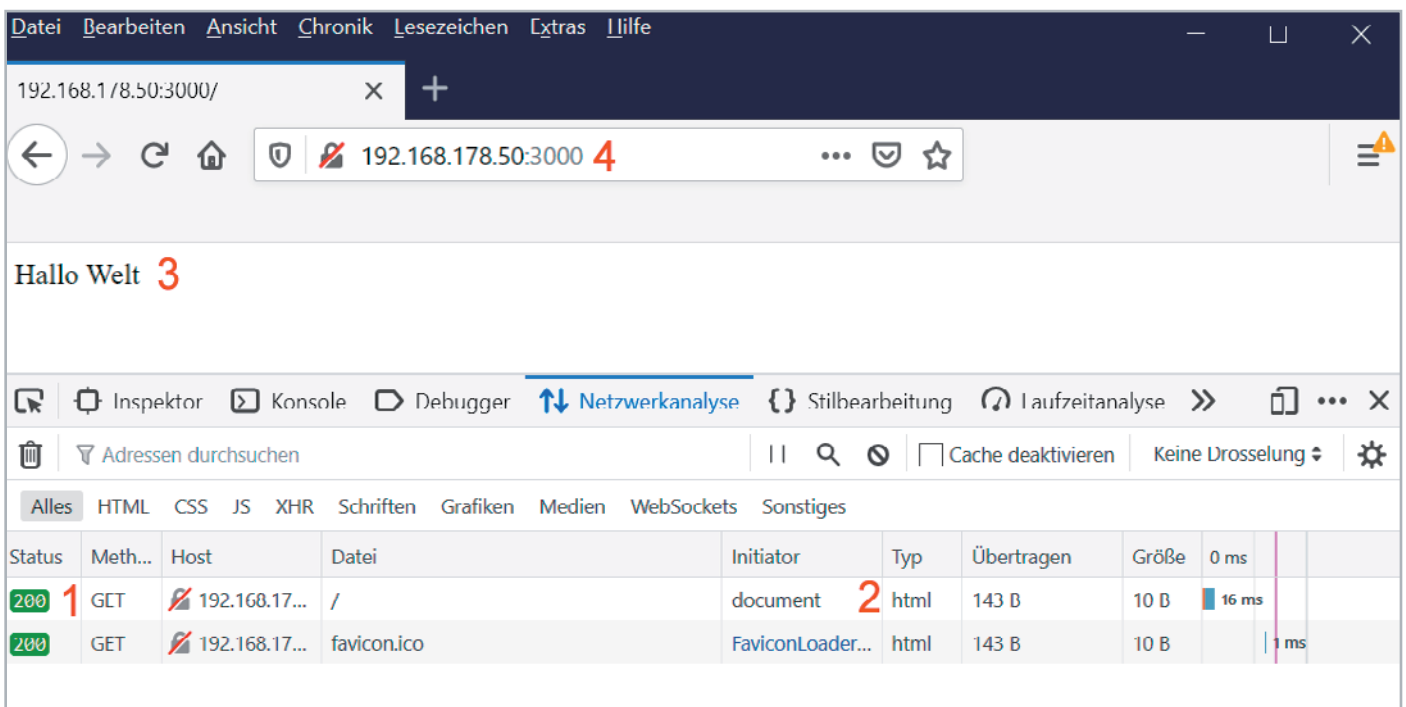 Datei Bearbeiten Ansicht Chronik Lesezeichen Extras Hilfe
192.168.178.50:3000/
192.168.178.50:3000 4
Hallo Welt 3
Inspektor Konsole Debugger Netzwerkanalyse Stilbearbeitung Laufzeitanalyse
Adressen durchsuchen Cache deaktivieren Keine Drosselung
Alles HTML CSS JS XHR Schriften Grafiken Medien WebSockets Sonstiges
Status Meth... Host Datei Initiator Typ Übertragen Größe 0 ms
200 1 GET 192.168.17... / document 2 html 143 B 10 B 16 ms
200 GET 192.168.17... favicon.ico FaviconLoader... html 143 B 10 B 1 ms